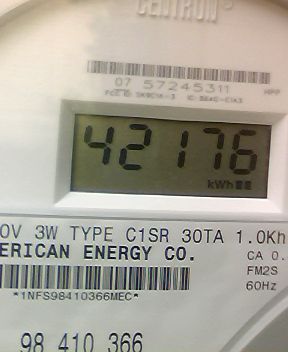 CENTRON
07 57245311
HPP
42176
kWh
0V 3W TYPE C1SR 30TA 1.0Kh
ERICAN ENERGY CO.
CA 0.
FM2S
60Hz
*1NFS98410366MEC*
98 410 366